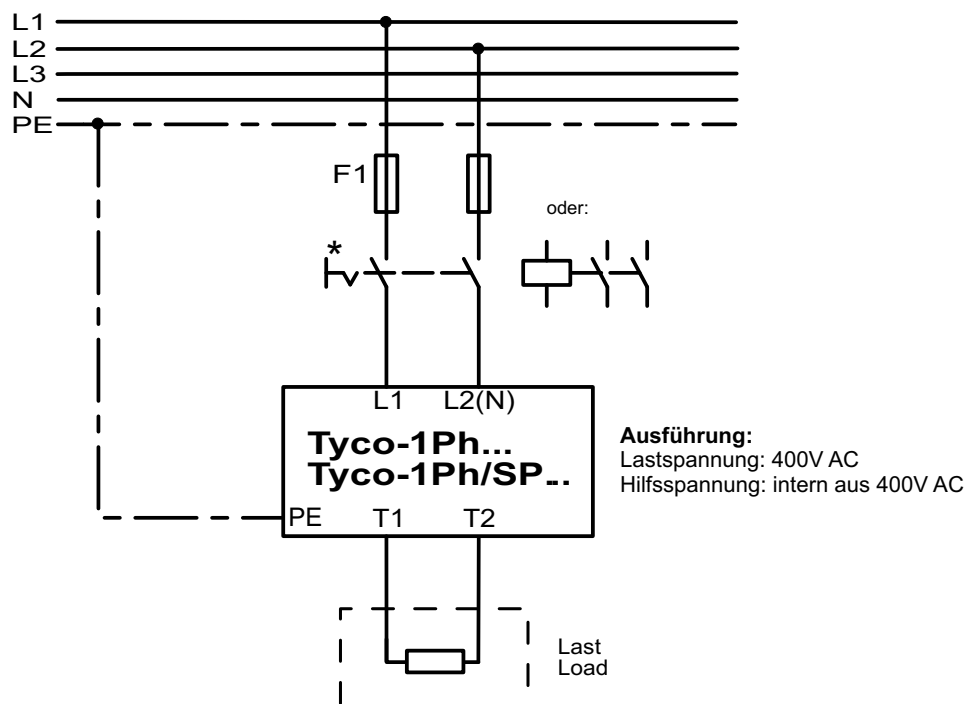 L1
L2
L3
N
PE
F1
oder:
*
L1 L2(N)
Tyco-1Ph...
Tyco-1Ph/SP...
PE T1 T2
Ausführung:
Lastspannung: 400V AC
Hilfsspannung: intern aus 400V AC
Last
Load